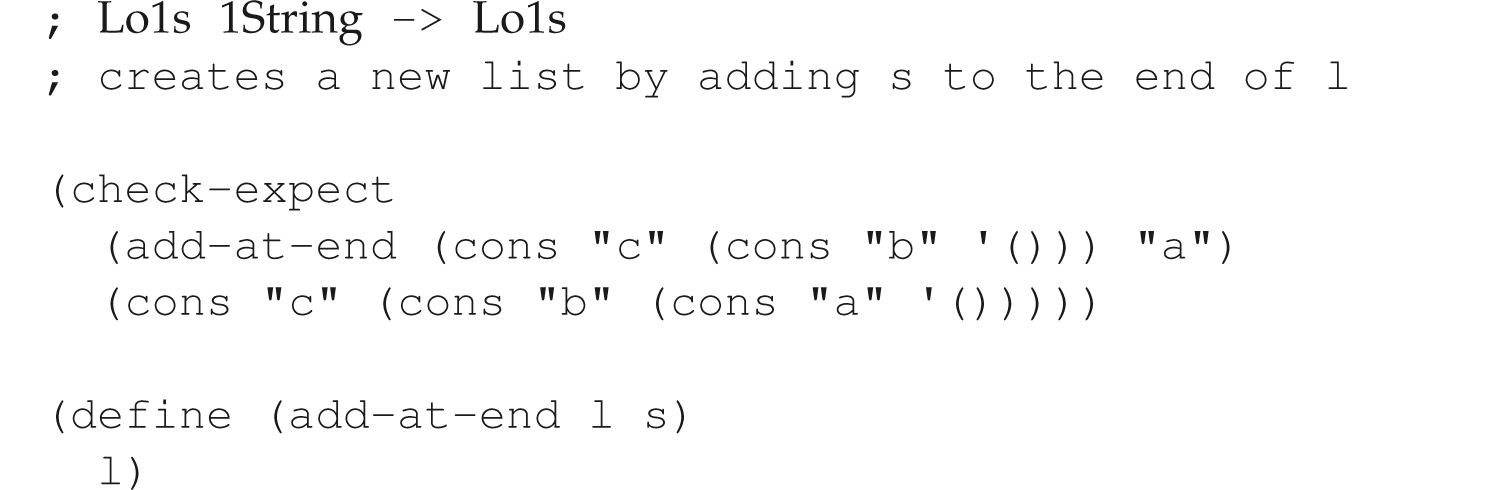 ; Lo1s 1String -> Lo1s
; creates a new list by adding s to the end of l
(check-expect
(add-at-end (cons "c" (cons "b" '())) "a")
(cons "c" (cons "b" (cons "a" '()))))
(define (add-at-end l s)
l)